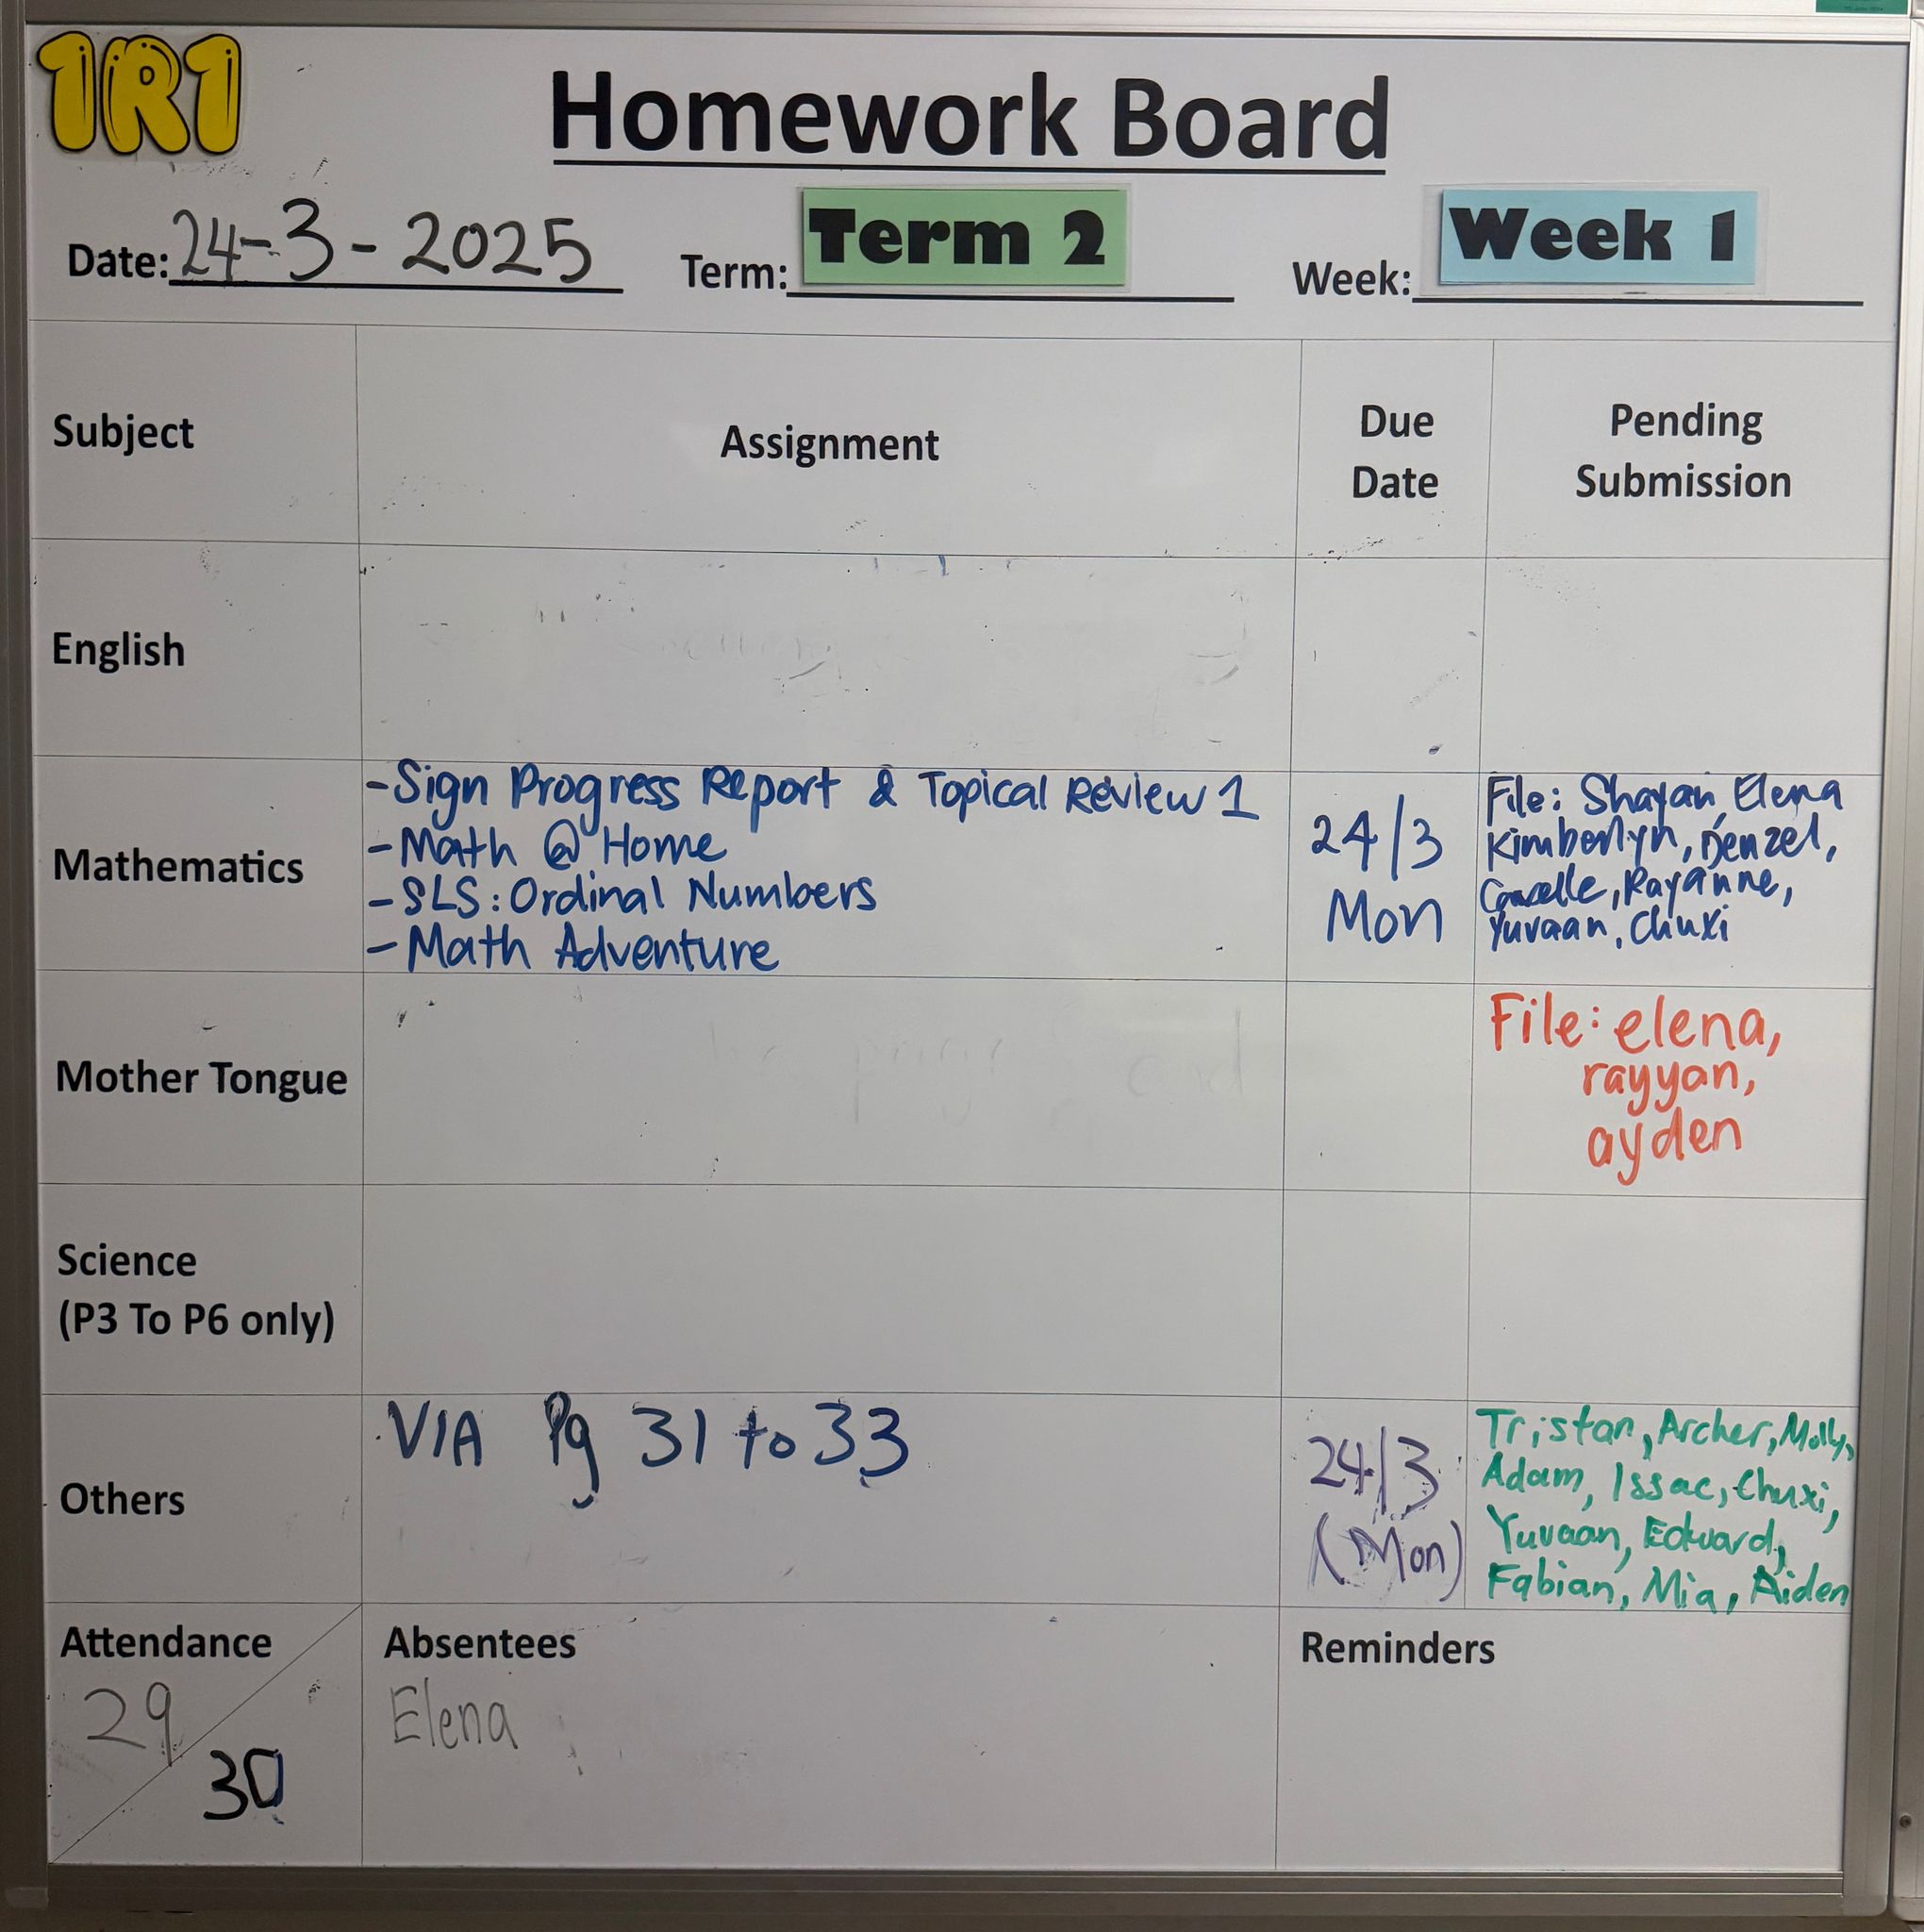 1R1
Homework Board
Date: 24-3-2025 Term: Term 2 Week: Week 1
Subject Assignment Due Date Pending Submission
English
Mathematics
-Sign Progress Report & Topical Review 1
-Math @ Home
-SLS: Ordinal Numbers
-Math Adventure
24/3
Mon
File: Shayan, Elena
Kimberlyn, Denzel,
Rayanne,
Yuvaan, Chuxi
Mother Tongue
File: elena,
rayyan,
ayden
Science
(P3 To P6 only)
Others
VIA Pg 31 to 33
24/3
(Mon)
Tristan, Archer, Molly,
Adam, Issac, Chuxi,
Yuvaan, Edward,
Fabian, Mia, Aiden
Attendance
29
30
Absentees
Elena
Reminders